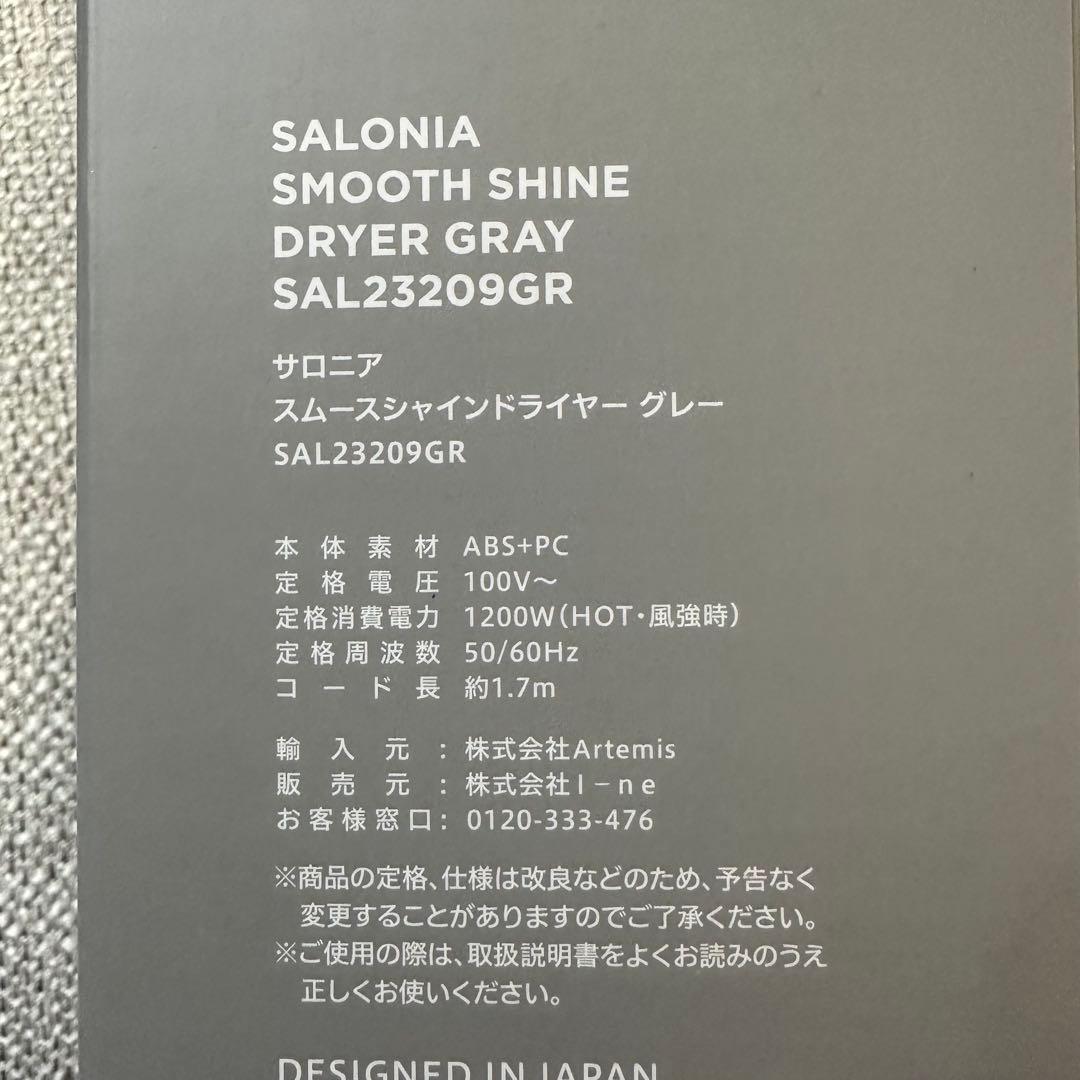 SALONIA
SMOOTH SHINE
DRYER GRAY
SAL23209GR
サロニア
スムースシャインドライヤー グレー
SAL23209GR
本体素材 ABS+PC
定格電圧 100V〜
定格消費電力 1200W(HOT・風強時)
定格周波数 50/60Hz
コード長 約1.7m
輸入元:株式会社Artemis
販売元:株式会社I－ne
お客様窓口:0120-333-476
※商品の定格、仕様は改良などのため、予告なく
変更することがありますのでご了承ください。
※ご使用の際は、取扱説明書をよくお読みのうえ
正しくお使いください。
DESIGNED IN JAPAN